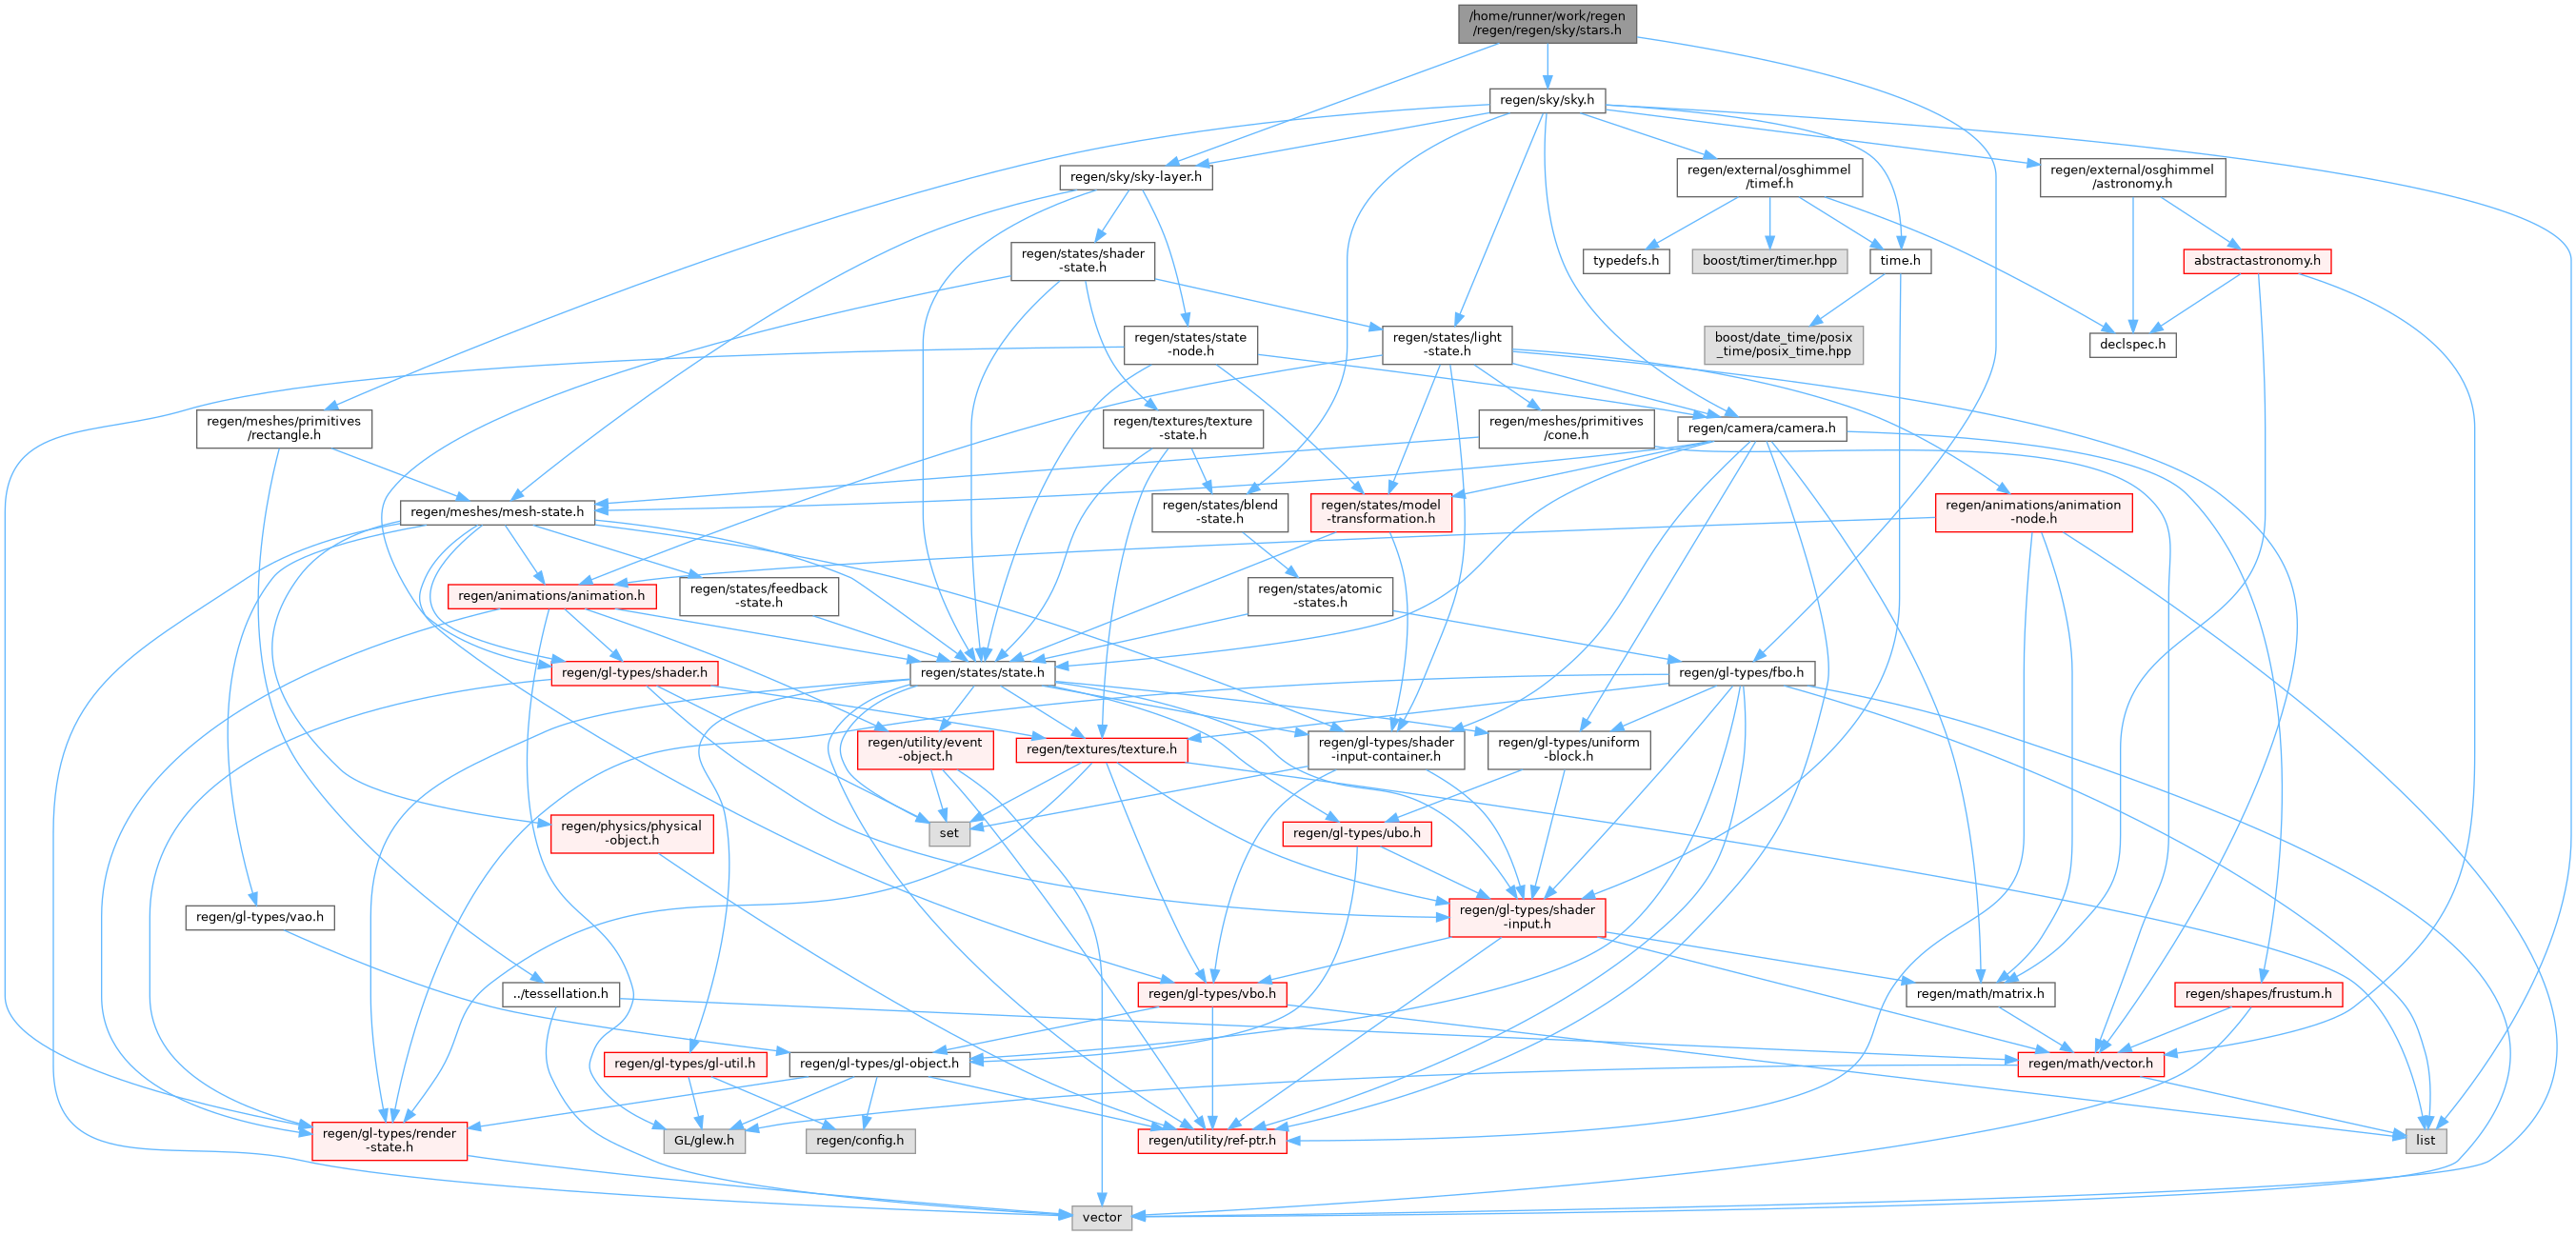 /home/runner/work/regen
/regen/regen/sky/stars.h
regen/sky/sky.h
regen/sky/sky-layer.h
regen/external/osghimmel
/timef.h
regen/external/osghimmel
/astronomy.h
regen/states/shader
-state.h
typedefs.h
boost/timer/timer.hpp
time.h
abstractastronomy.h
regen/states/state
-node.h
regen/states/light
-state.h
boost/date_time/posix
_time/posix_time.hpp
declspec.h
regen/meshes/primitives
/rectangle.h
regen/textures/texture
-state.h
regen/meshes/primitives
/cone.h
regen/camera/camera.h
regen/meshes/mesh-state.h
regen/states/blend
-state.h
regen/states/model
-transformation.h
regen/animations/animation
-node.h
regen/animations/animation.h
regen/states/feedback
-state.h
regen/states/atomic
-states.h
regen/gl-types/shader.h
regen/states/state.h
regen/gl-types/fbo.h
regen/utility/event
-object.h
regen/textures/texture.h
regen/gl-types/shader
-input-container.h
regen/gl-types/uniform
-block.h
regen/physics/physical
-object.h
set
regen/gl-types/ubo.h
regen/gl-types/vao.h
regen/gl-types/shader
-input.h
../tessellation.h
regen/gl-types/vbo.h
regen/math/matrix.h
regen/shapes/frustum.h
regen/gl-types/gl-util.h
regen/gl-types/gl-object.h
regen/math/vector.h
regen/gl-types/render
-state.h
GL/glew.h
regen/config.h
regen/utility/ref-ptr.h
list
vector